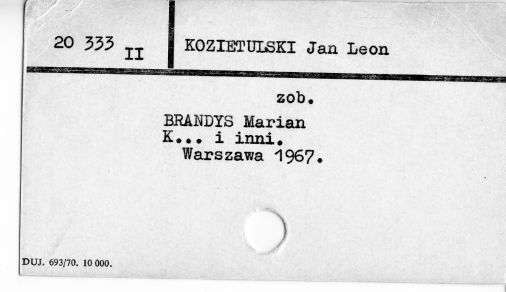 20 333 II
KOZIETULSKI Jan Leon
zob.
BRANDYS Marian
K... i inni.
Warszawa 1967.
DUJ. 693/70. 10 000.